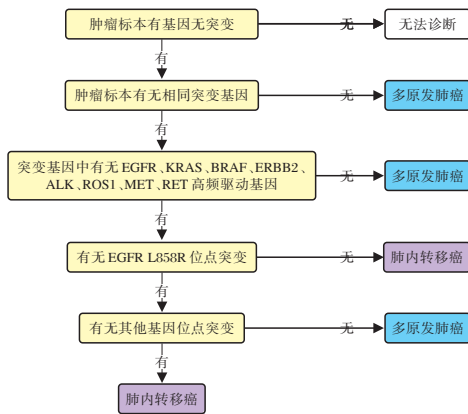 肿瘤标本有基因无突变
无
无法诊断
有
肿瘤标本有无相同突变基因
无
多原发肺癌
有
突变基因中有无 EGFR、KRAS、BRAF、ERBB2、
ALK、ROS1、MET、RET 高频驱动基因
无
多原发肺癌
有
有无 EGFR L858R 位点突变
无
肺内转移癌
有
有无其他基因位点突变
无
多原发肺癌
有
肺内转移癌